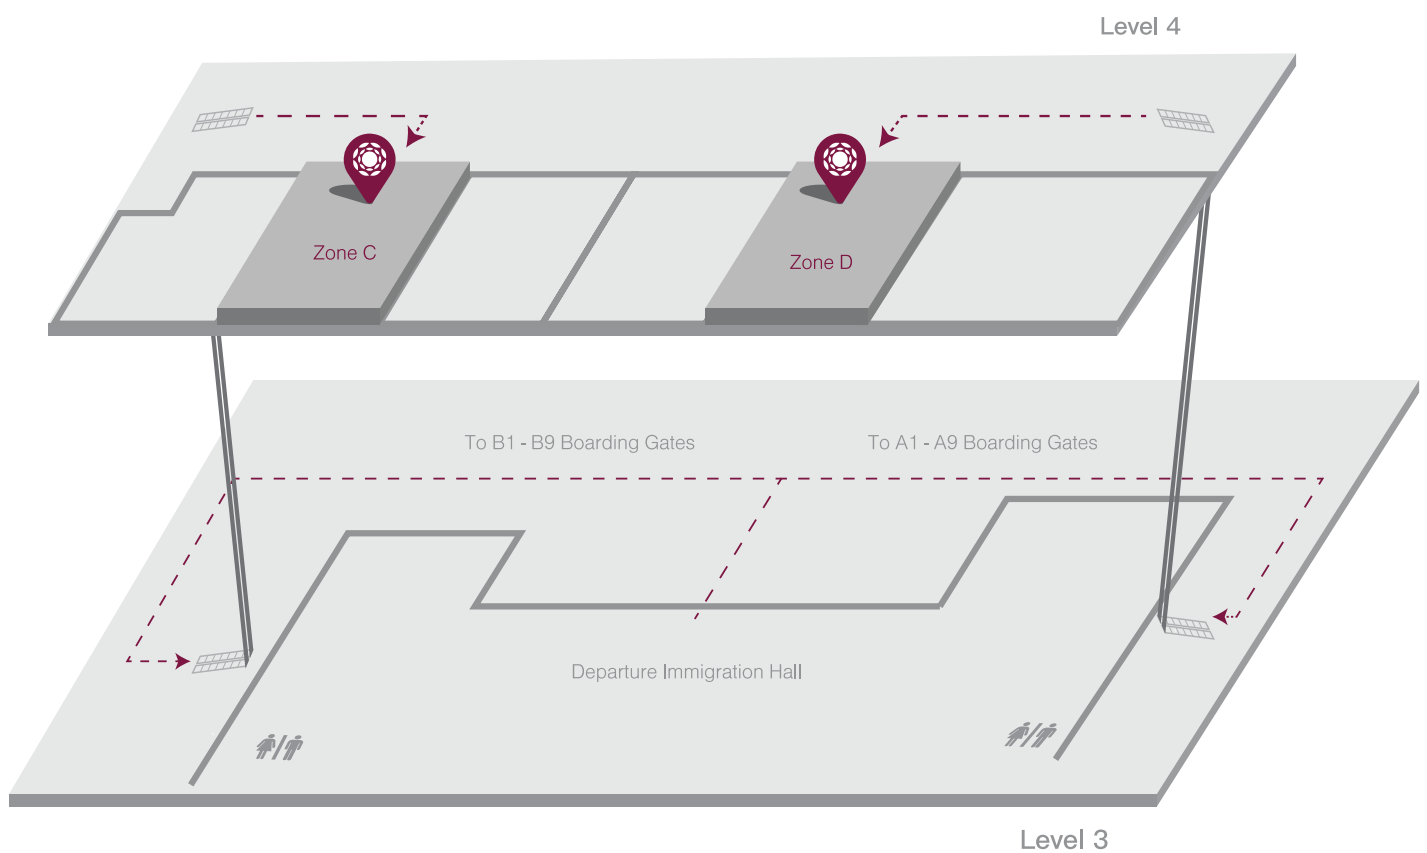 Level 4
Zone C
Zone D
To B1 - B9 Boarding Gates
To A1 - A9 Boarding Gates
Departure Immigration Hall
Level 3